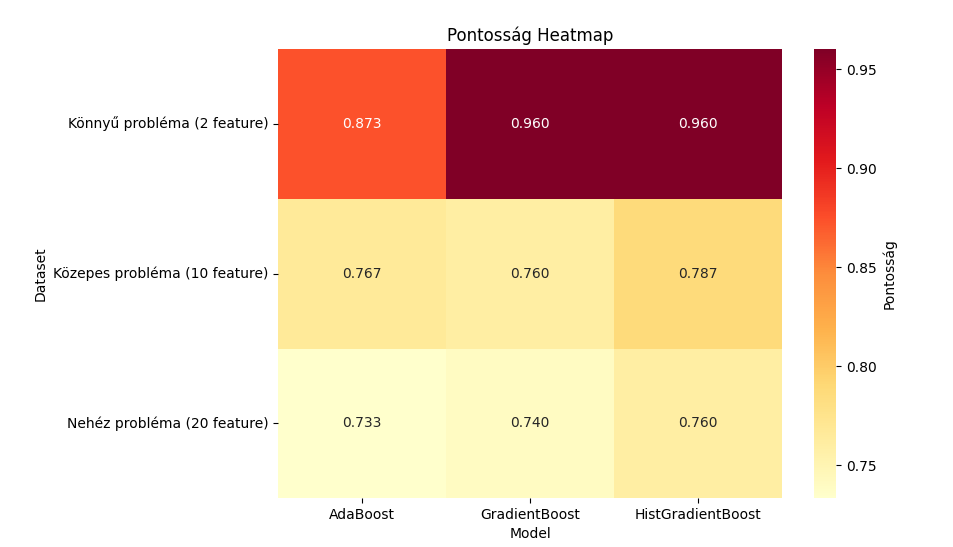 Pontosság Heatmap
Dataset
Könnyű probléma (2 feature)
0.873 0.960 0.960
Közepes probléma (10 feature)
0.767 0.760 0.787
Nehéz probléma (20 feature)
0.733 0.740 0.760
AdaBoost GradientBoost HistGradientBoost
Model
0.95
0.90
0.85
0.80
0.75
Pontosság